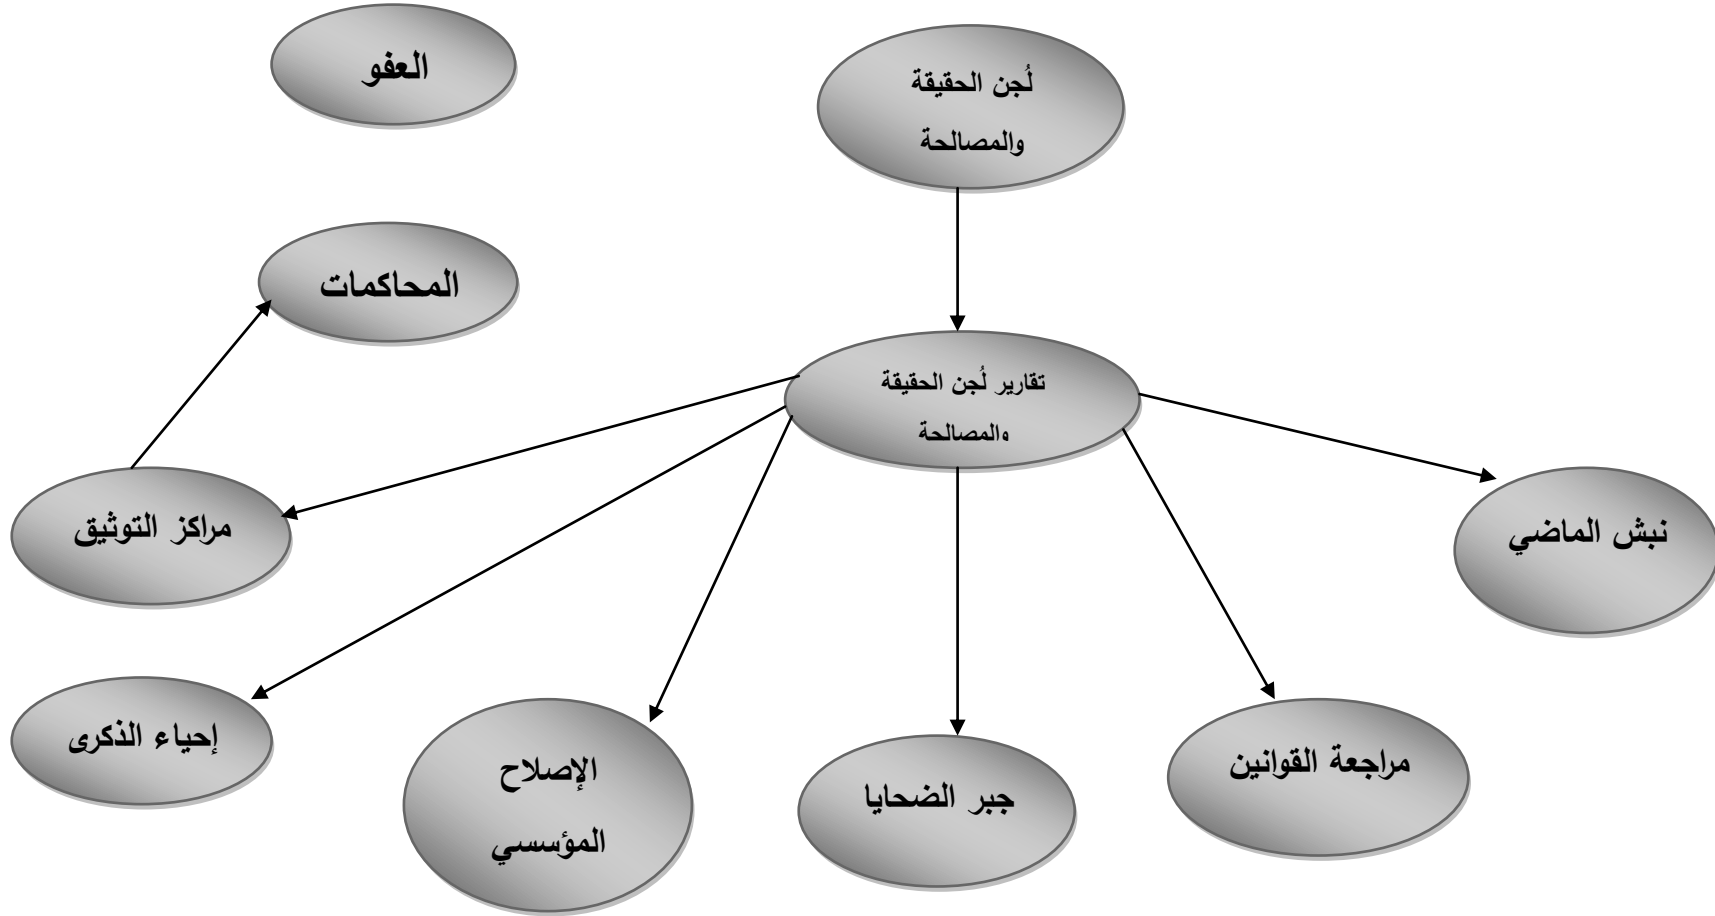 العفو
لُجن الحقيقة
والمصالحة
المحاكمات
تقارير لُجن الحقيقة
والمصالحة
مراكز التوثيق
نبش الماضي
إحياء الذكرى
الإصلاح
المؤسسي
جبر الضحايا
مراجعة القوانين